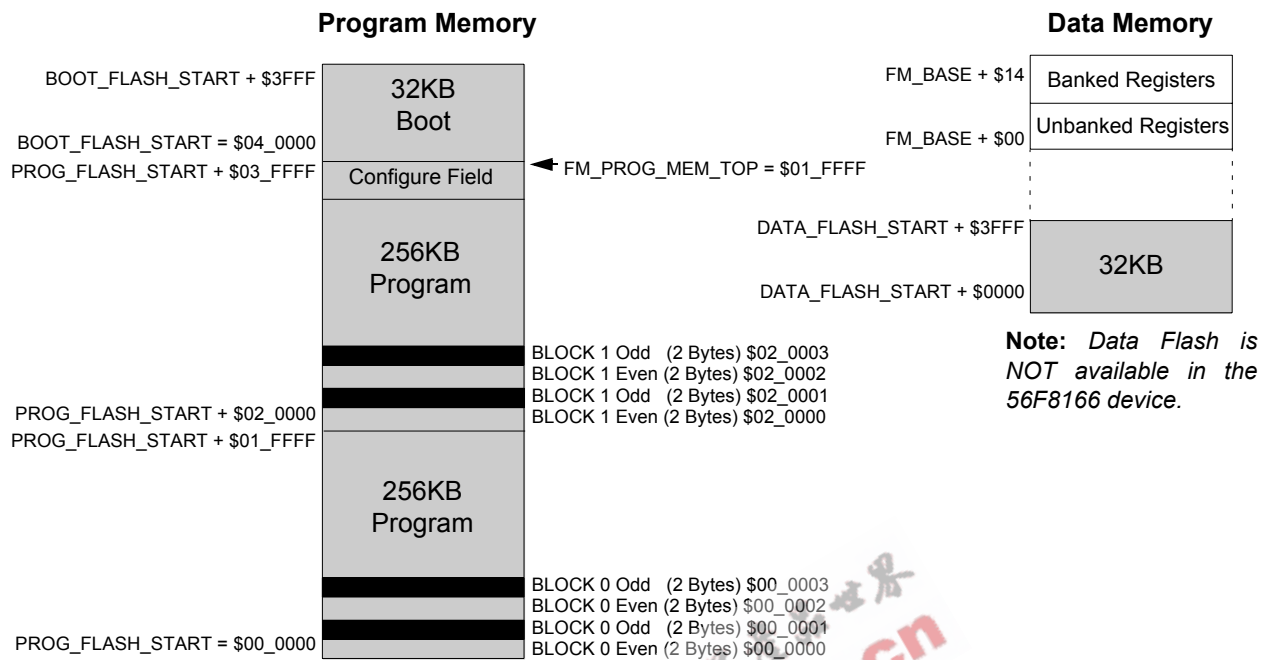 Program Memory
BOOT_FLASH_START + $3FFF
32KB
Boot
BOOT_FLASH_START = $04_0000
PROG_FLASH_START + $03_FFFF
Configure Field
FM_PROG_MEM_TOP = $01_FFFF
256KB
Program
BLOCK 1 Odd (2 Bytes) $02_0003
BLOCK 1 Even (2 Bytes) $02_0002
BLOCK 1 Odd (2 Bytes) $02_0001
BLOCK 1 Even (2 Bytes) $02_0000
PROG_FLASH_START + $02_0000
PROG_FLASH_START + $01_FFFF
256KB
Program
BLOCK 0 Odd (2 Bytes) $00_0003
BLOCK 0 Even (2 Bytes) $00_0002
BLOCK 0 Odd (2 Bytes) $00_0001
BLOCK 0 Even (2 Bytes) $00_0000
PROG_FLASH_START = $00_0000
Data Memory
FM_BASE + $14
Banked Registers
Unbanked Registers
FM_BASE + $00
DATA_FLASH_START + $3FFF
32KB
DATA_FLASH_START + $0000
Note: Data Flash is
NOT available in the
56F8166 device.
世界
cn